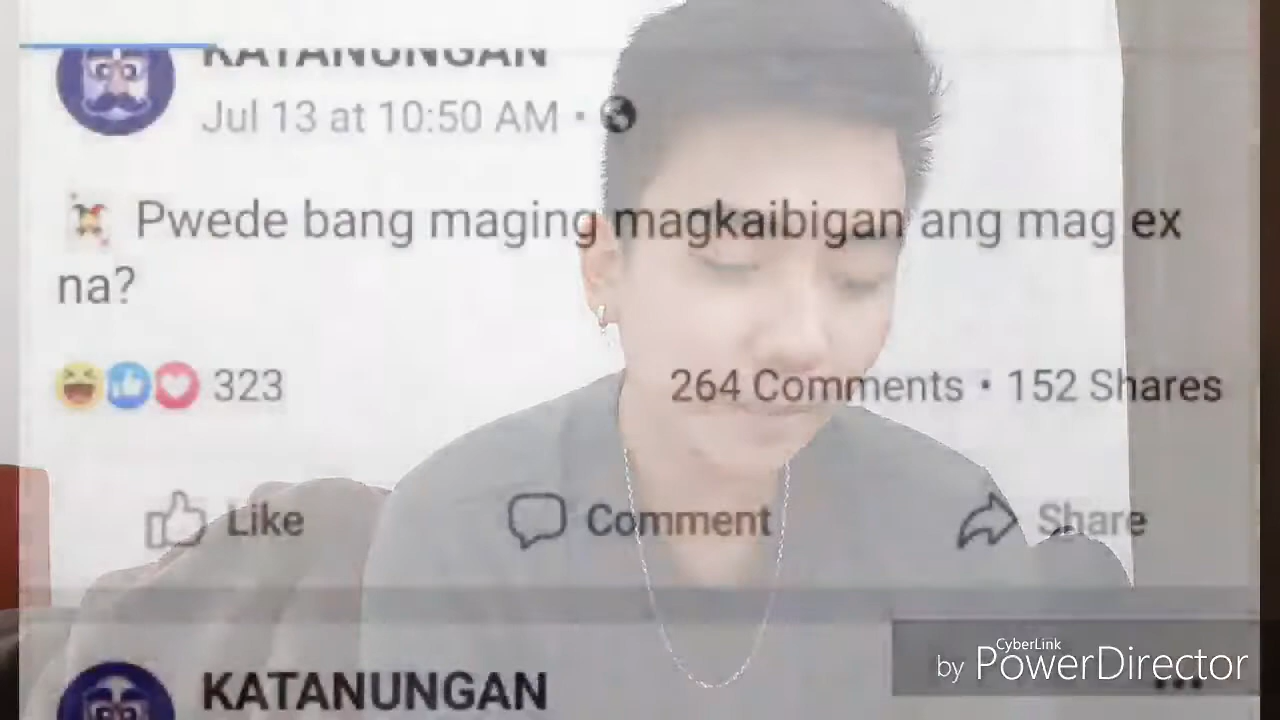 KATANUNGAN
Jul 13 at 10:50 AM ·
Pwede bang maging magkaibigan ang mag ex
na?
323 264 Comments · 152 Shares
Like Comment Share
KATANUNGAN
CyberLink
by PowerDirector